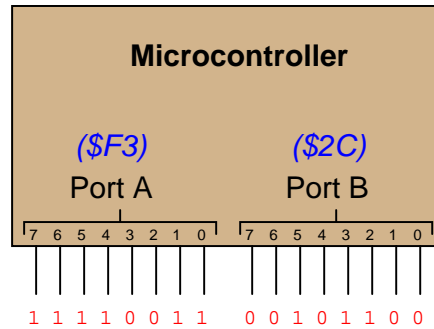 Microcontroller
($F3) ($2C)
Port A Port B
7 6 5 4 3 2 1 0 7 6 5 4 3 2 1 0
1 1 1 1 0 0 1 1 0 0 1 0 1 1 0 0